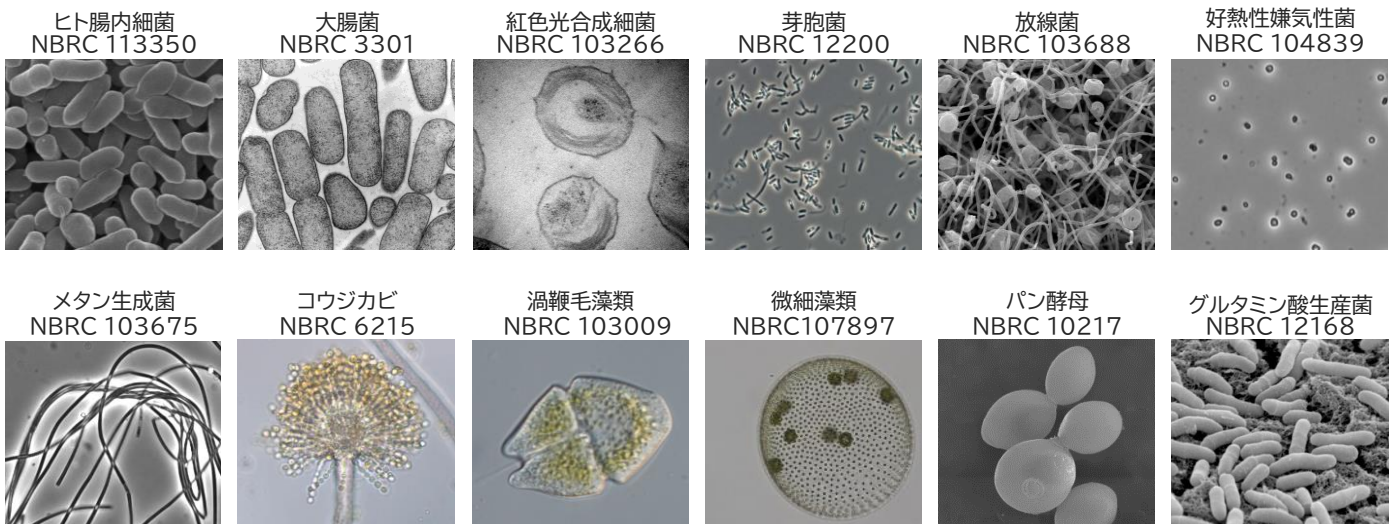 ヒト腸内細菌
NBRC 113350
大腸菌
NBRC 3301
紅色光合成細菌
NBRC 103266
芽胞菌
NBRC 12200
放線菌
NBRC 103688
好熱性嫌気性菌
NBRC 104839
メタン生成菌
NBRC 103675
コウジカビ
NBRC 6215
渦鞭毛藻類
NBRC 103009
微細藻類
NBRC107897
パン酵母
NBRC 10217
グルタミン酸生産菌
NBRC 12168